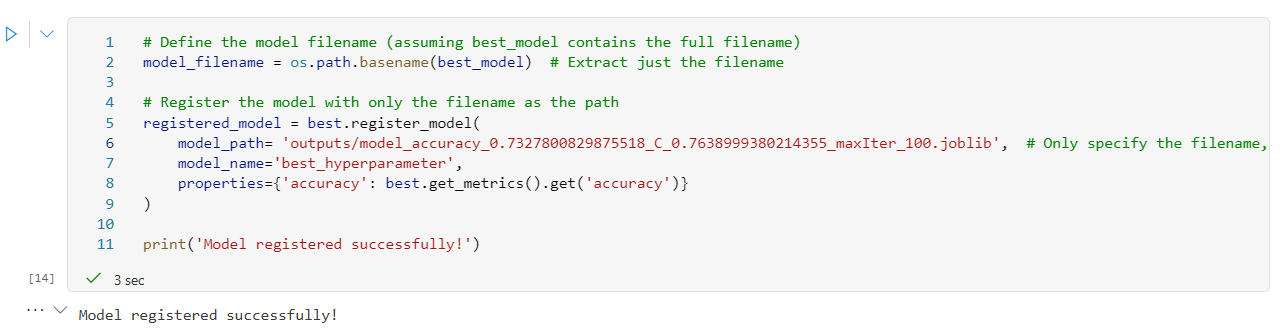 1 # Define the model filename (assuming best_model contains the full filename)
2 model_filename = os.path.basename(best_model)  # Extract just the filename
3
4 # Register the model with only the filename as the path
5 registered_model = best.register_model(
6     model_path= 'outputs/model_accuracy_0.7327800829875518_C_0.7638999380214355_maxIter_100.joblib',  # Only specify the filename,
7     model_name='best_hyperparameter',
8     properties={'accuracy': best.get_metrics().get('accuracy')}
9 )
10
11 print('Model registered successfully!')
[14] 3 sec
... Model registered successfully!